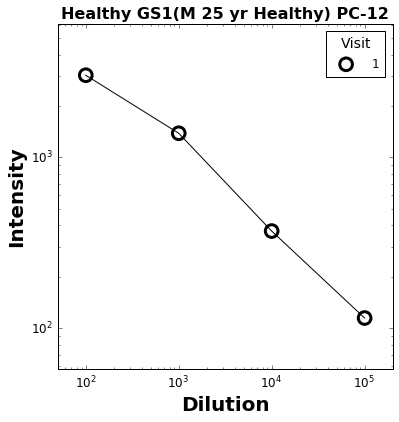 Healthy GS1(M 25 yr Healthy) PC-12
Visit
1
Intensity
10³
10²
10² 10³ 10⁴ 10⁵
Dilution